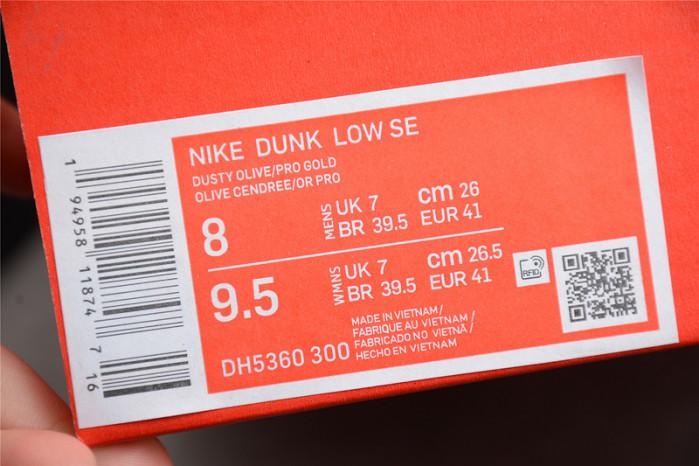 NIKE DUNK LOW SE
DUSTY OLIVE/PRO GOLD
OLIVE CENDREE/OR PRO
8
MENS
UK 7
cm 26
BR 39.5
EUR 41
9.5
WMNS
UK 7
cm 26.5
BR 39.5
EUR 41
RFID
DH5360 300
MADE IN VIETNAM/
FABRIQUE AU VIETNAM/
FABRICADO NO VIETNÃ/
HECHO EN VIETNAM
1 94958 11874 7 16